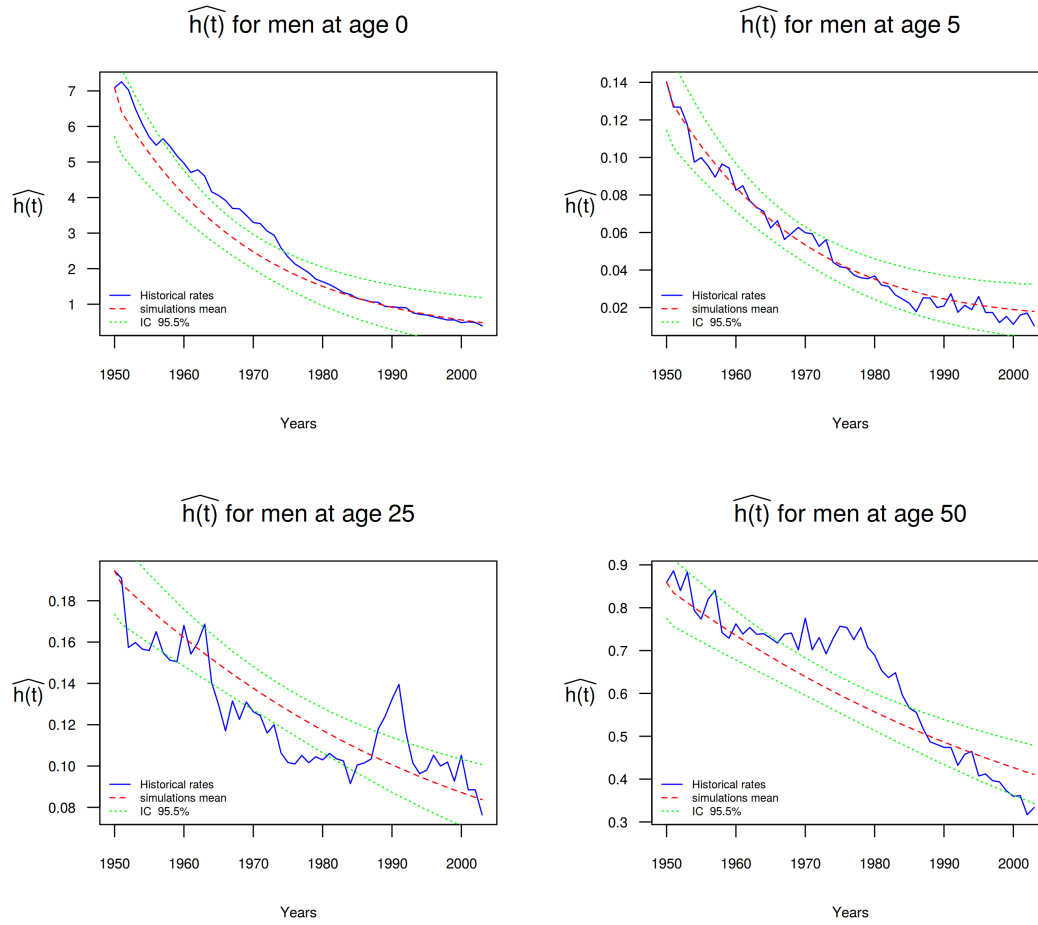 h(t) for men at age 0
7
6
5
4
3
2
1
h(t)
Historical rates
simulations mean
IC 95.5%
1950 1960 1970 1980 1990 2000
Years
h(t) for men at age 5
0.14
0.12
0.10
0.08
0.06
0.04
0.02
h(t)
Historical rates
simulations mean
IC 95.5%
1950 1960 1970 1980 1990 2000
Years
h(t) for men at age 25
0.18
0.16
0.14
0.12
0.10
0.08
h(t)
Historical rates
simulations mean
IC 95.5%
1950 1960 1970 1980 1990 2000
Years
h(t) for men at age 50
0.9
0.8
0.7
0.6
0.5
0.4
0.3
h(t)
Historical rates
simulations mean
IC 95.5%
1950 1960 1970 1980 1990 2000
Years